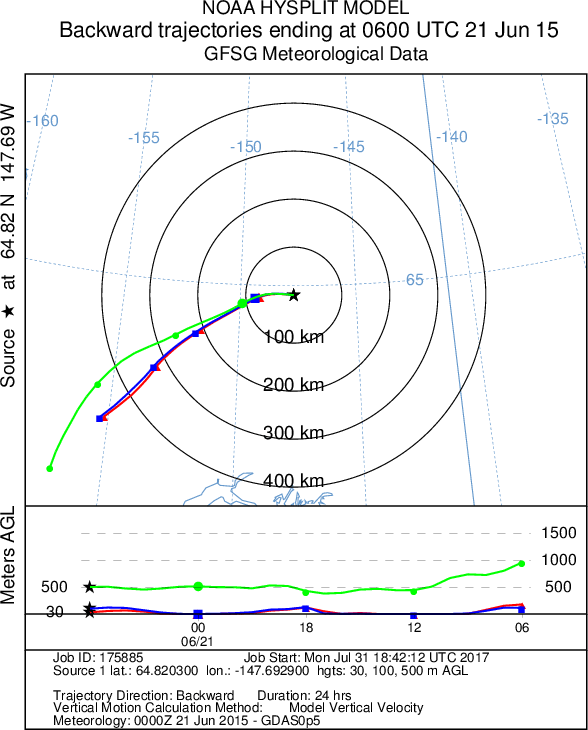 NOAA HYSPLIT MODEL
Backward trajectories ending at 0600 UTC 21 Jun 15
GFSG Meteorological Data
Source ★ at 64.82 N 147.69 W
-160
-155
-150
-145
-140
-135
65
100 km
200 km
300 km
400 km
Meters AGL
1500
1000
500
500
30
00 18 12 06
06/21
Job ID: 175885 Job Start: Mon Jul 31 18:42:12 UTC 2017
Source 1 lat.: 64.820300 lon.: -147.692900 hgts: 30, 100, 500 m AGL
Trajectory Direction: Backward Duration: 24 hrs
Vertical Motion Calculation Method: Model Vertical Velocity
Meteorology: 0000Z 21 Jun 2015 - GDAS0p5